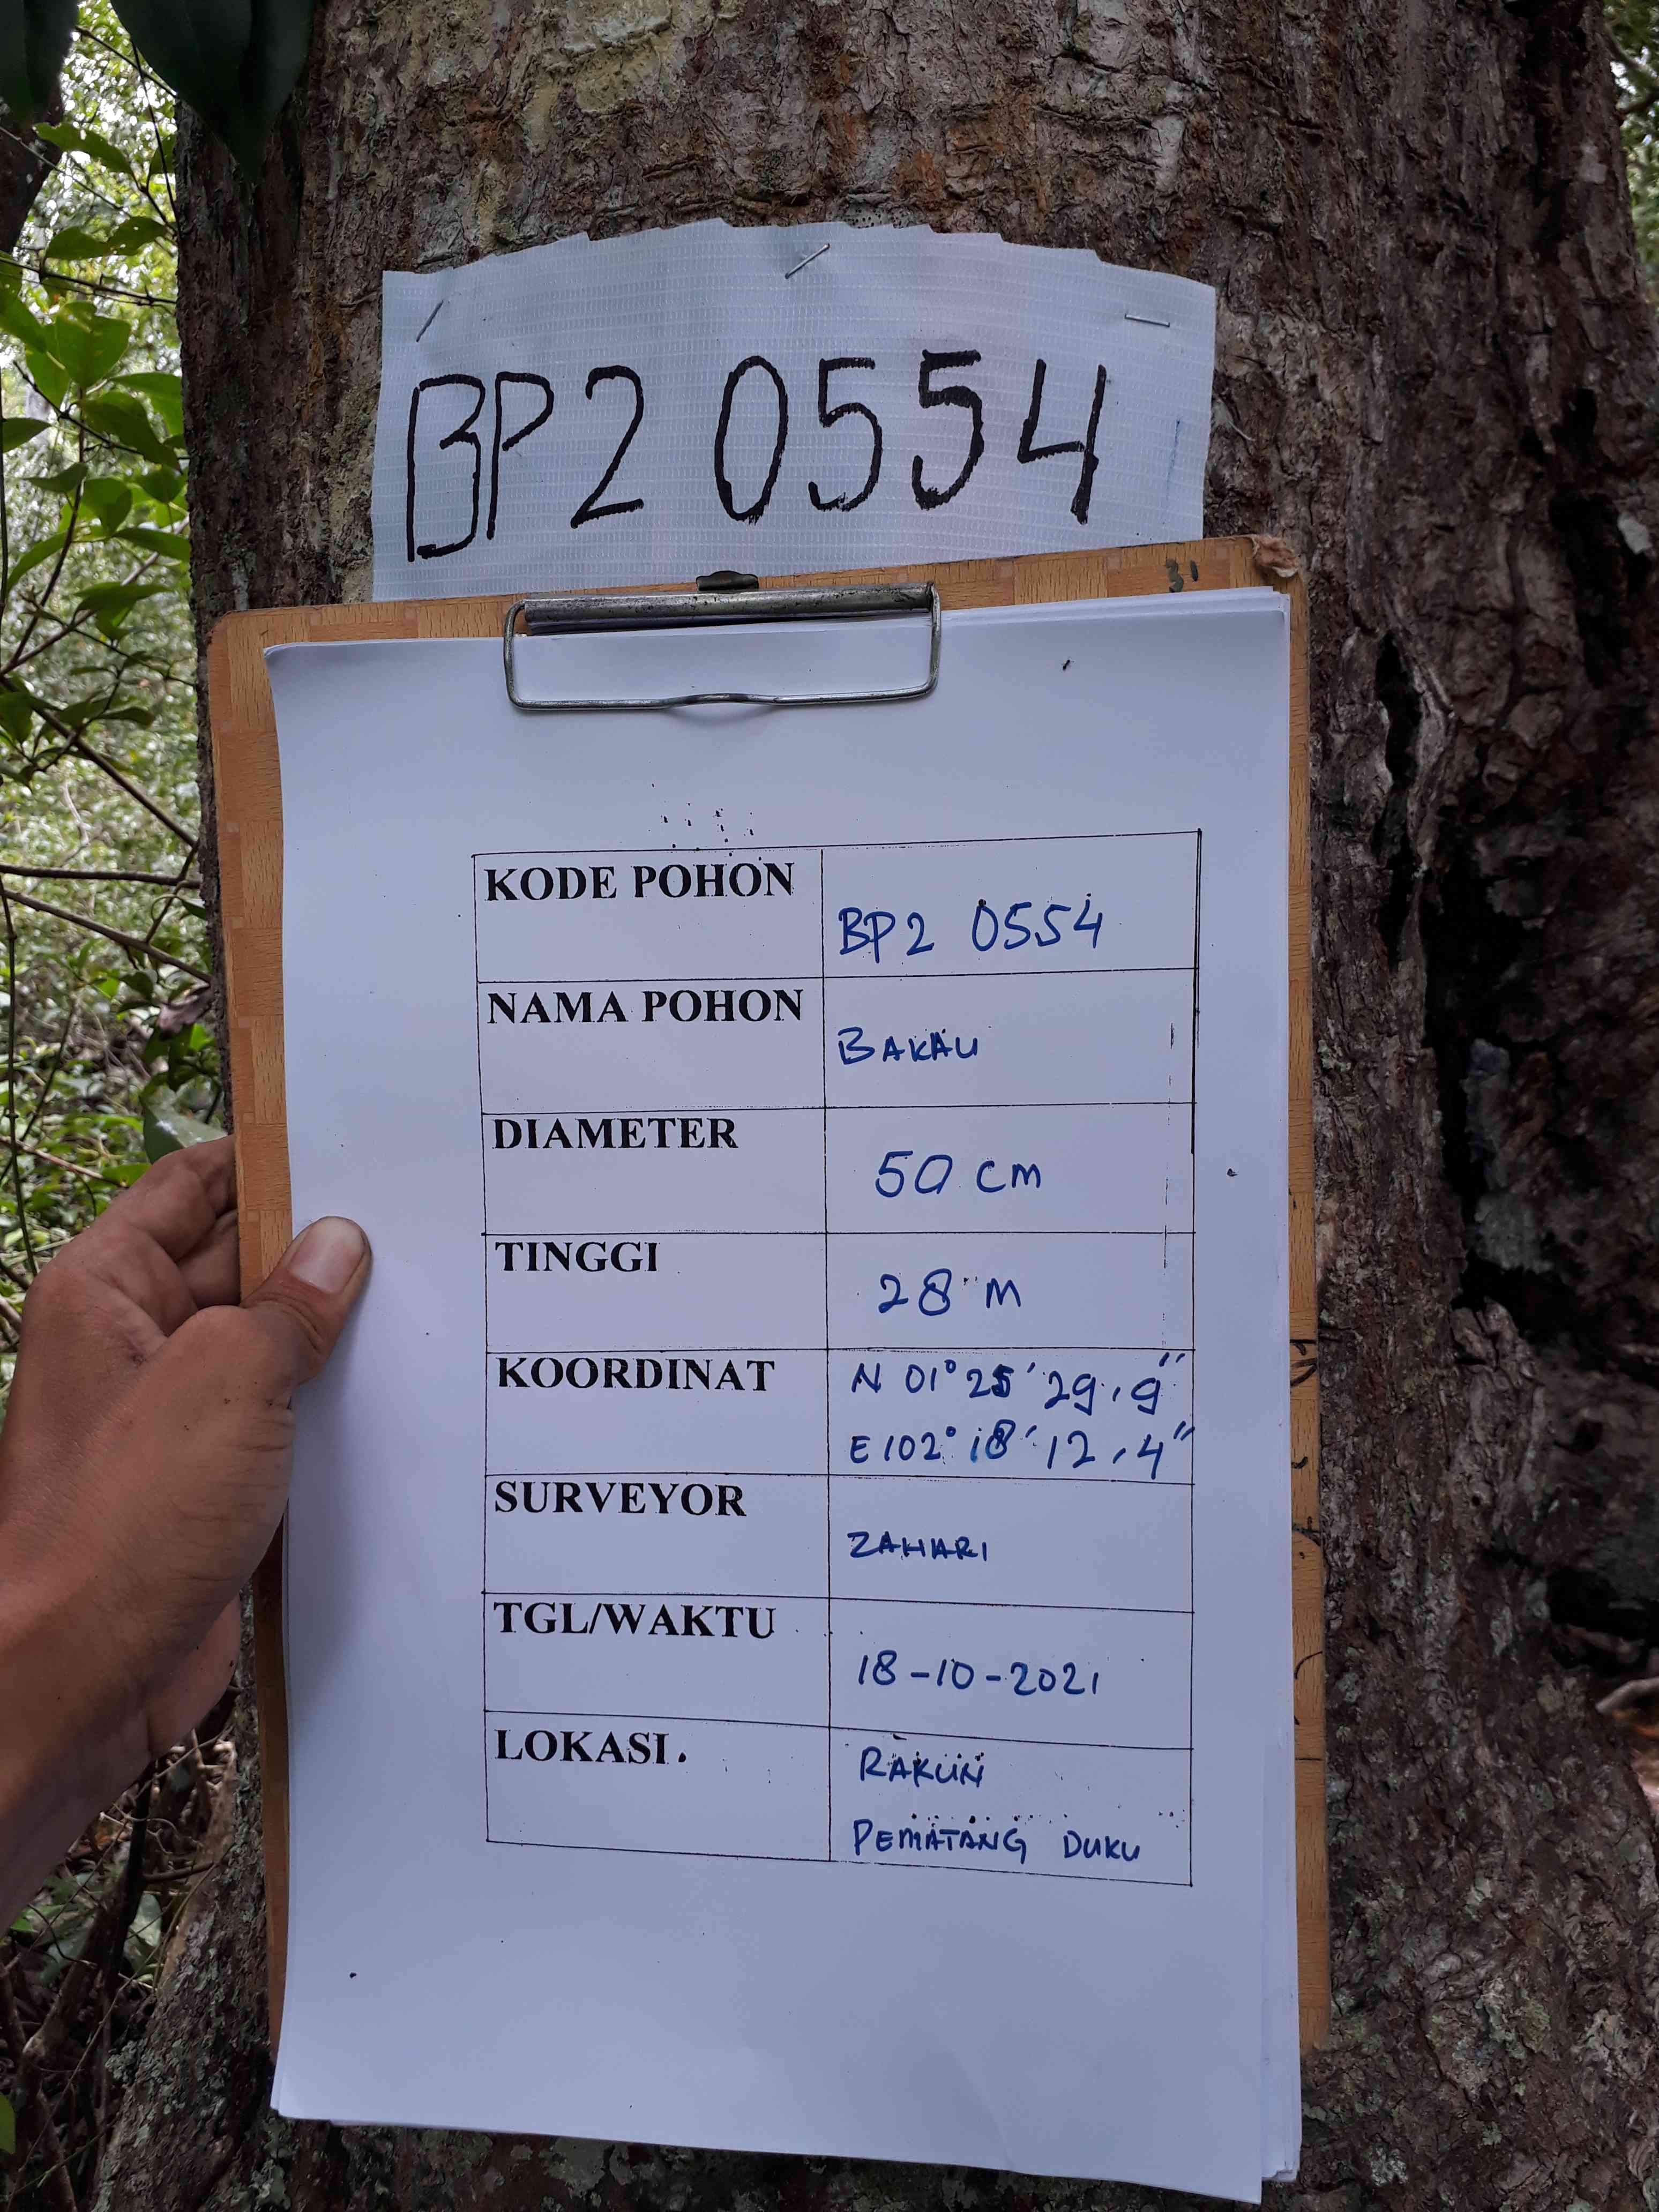 BP2 0554
31
KODE POHON
BP2 0554
NAMA POHON
BAKAU
DIAMETER
50 cm
TINGGI
28 m
KOORDINAT
N 01° 25' 29,9"
E 102° 18' 12,4"
SURVEYOR
ZAHARI
TGL/WAKTU
18-10-2021
LOKASI.
RAKUN
PEMATANG DUKU